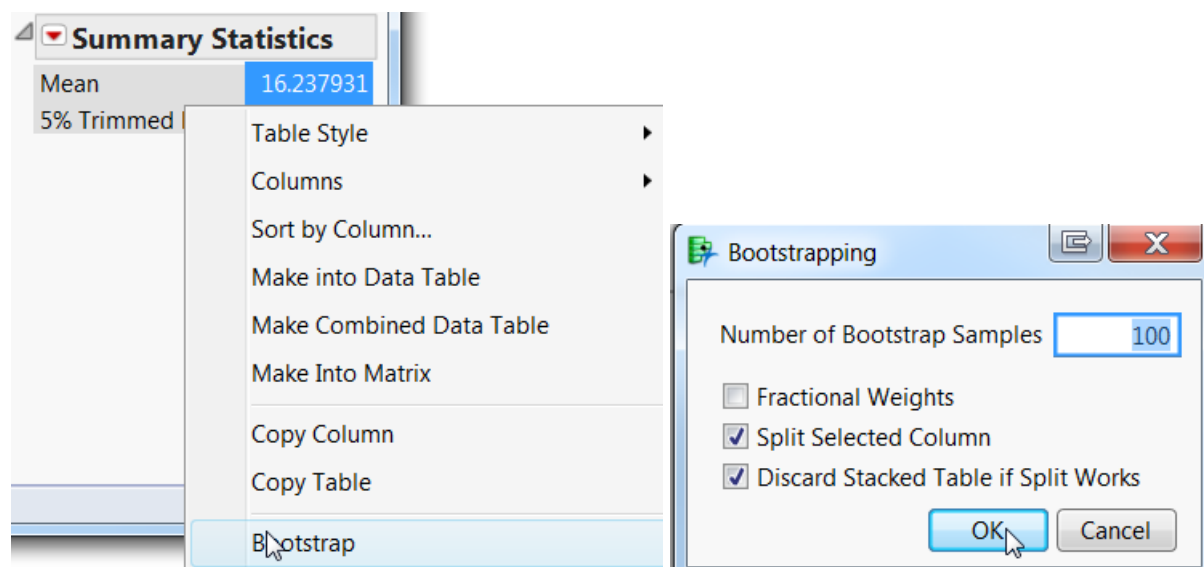 Summary Statistics
Mean 16.237931
5% Trimmed
Table Style
Columns
Sort by Column...
Make into Data Table
Make Combined Data Table
Make Into Matrix
Copy Column
Copy Table
Bootstrap
Bootstrapping
Number of Bootstrap Samples 100
Fractional Weights
Split Selected Column
Discard Stacked Table if Split Works
OK Cancel